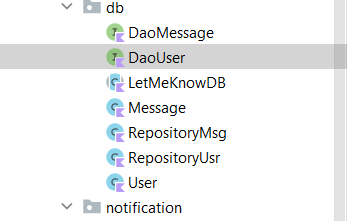 db
DaoMessage
DaoUser
LetMeKnowDB
Message
RepositoryMsg
RepositoryUsr
User
notification